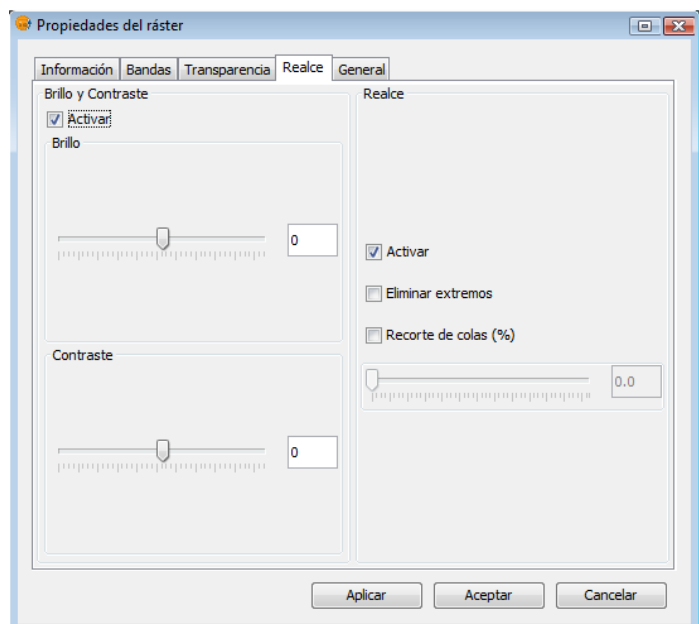 Propiedades del ráster
Información Bandas Transparencia Realce General
Brillo y Contraste
Activar
Brillo
0
Contraste
0
Realce
Activar
Eliminar extremos
Recorte de colas (%)
0.0
Aplicar Aceptar Cancelar